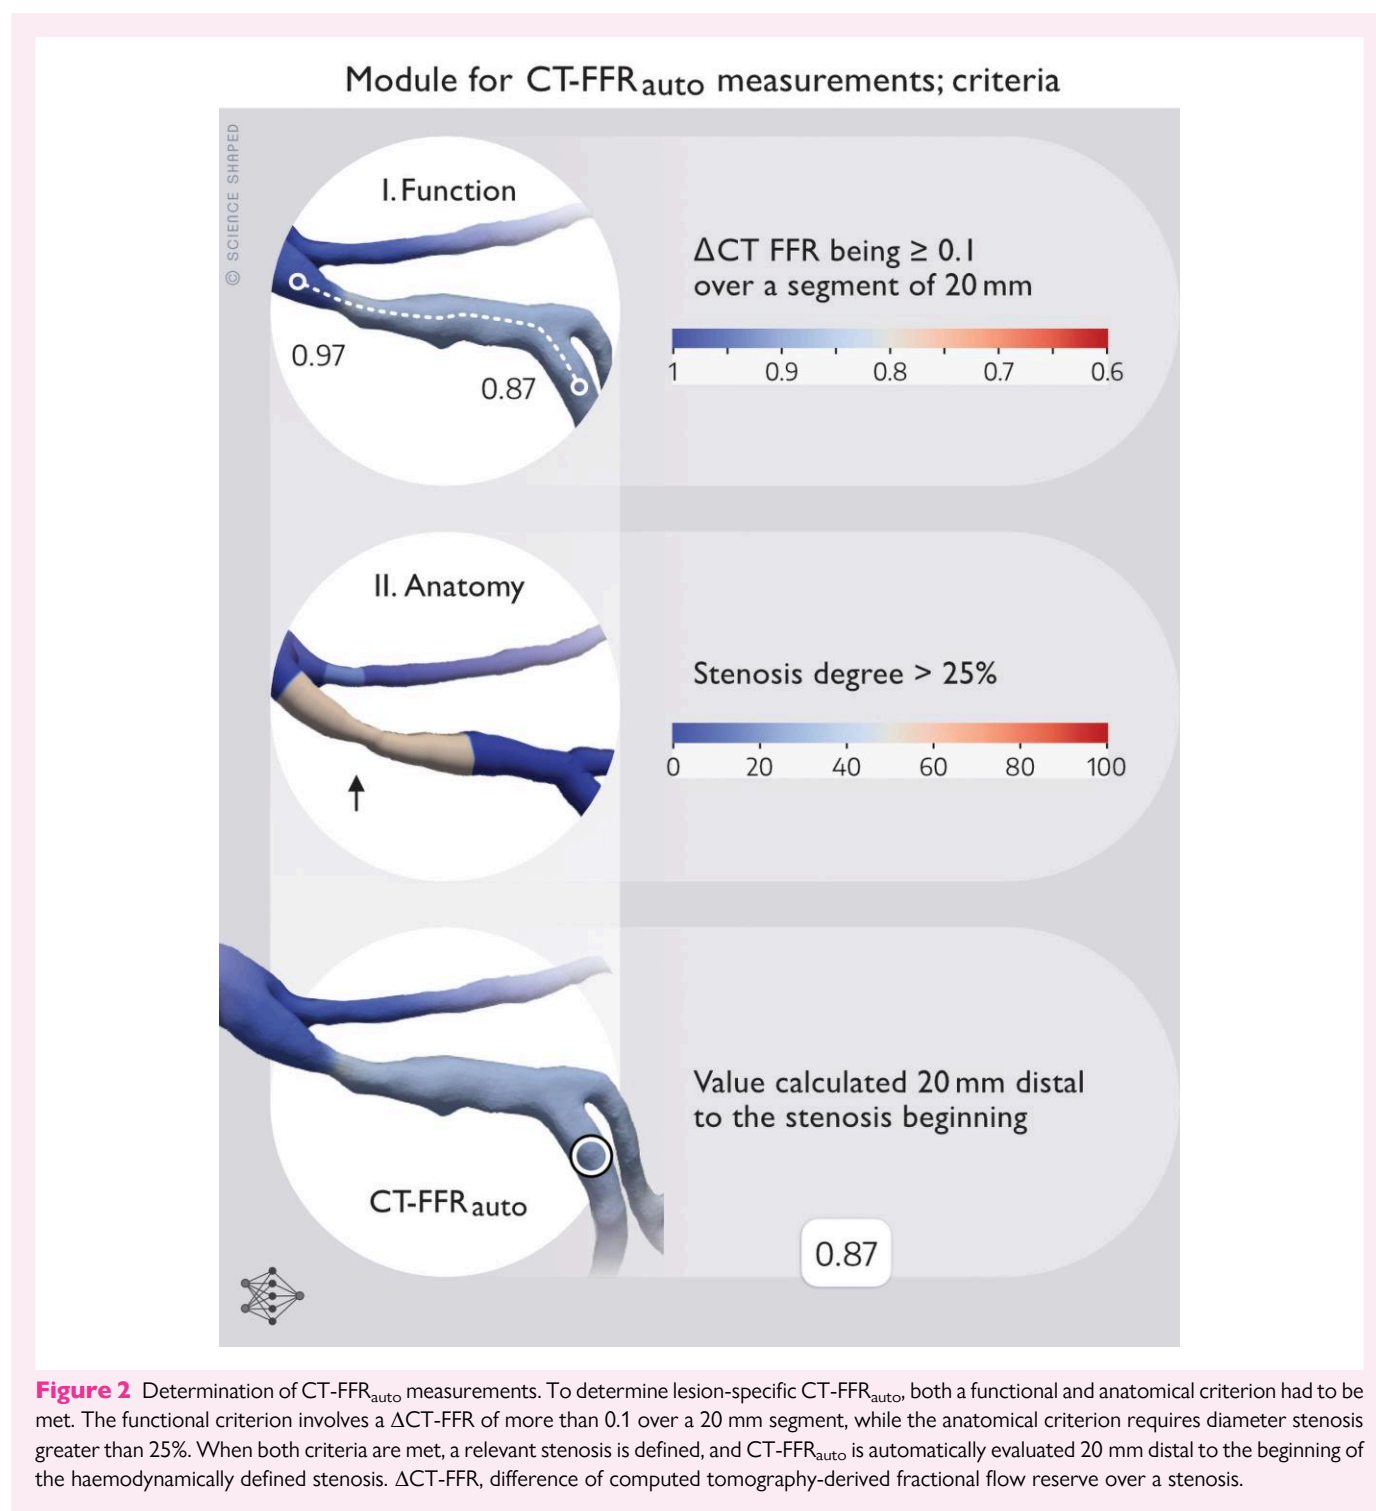 Module for CT-FFRauto measurements; criteria
© SCIENCE SHAPED
I. Function
0.97
0.87
ΔCT FFR being ≥ 0.1
over a segment of 20 mm
1 0.9 0.8 0.7 0.6
II. Anatomy
Stenosis degree > 25%
0 20 40 60 80 100
CT-FFRauto
Value calculated 20 mm distal
to the stenosis beginning
0.87
Figure 2 Determination of CT-FFRauto measurements. To determine lesion-specific CT-FFRauto, both a functional and anatomical criterion had to be
met. The functional criterion involves a ΔCT-FFR of more than 0.1 over a 20 mm segment, while the anatomical criterion requires diameter stenosis
greater than 25%. When both criteria are met, a relevant stenosis is defined, and CT-FFRauto is automatically evaluated 20 mm distal to the beginning of
the haemodynamically defined stenosis. ΔCT-FFR, difference of computed tomography-derived fractional flow reserve over a stenosis.